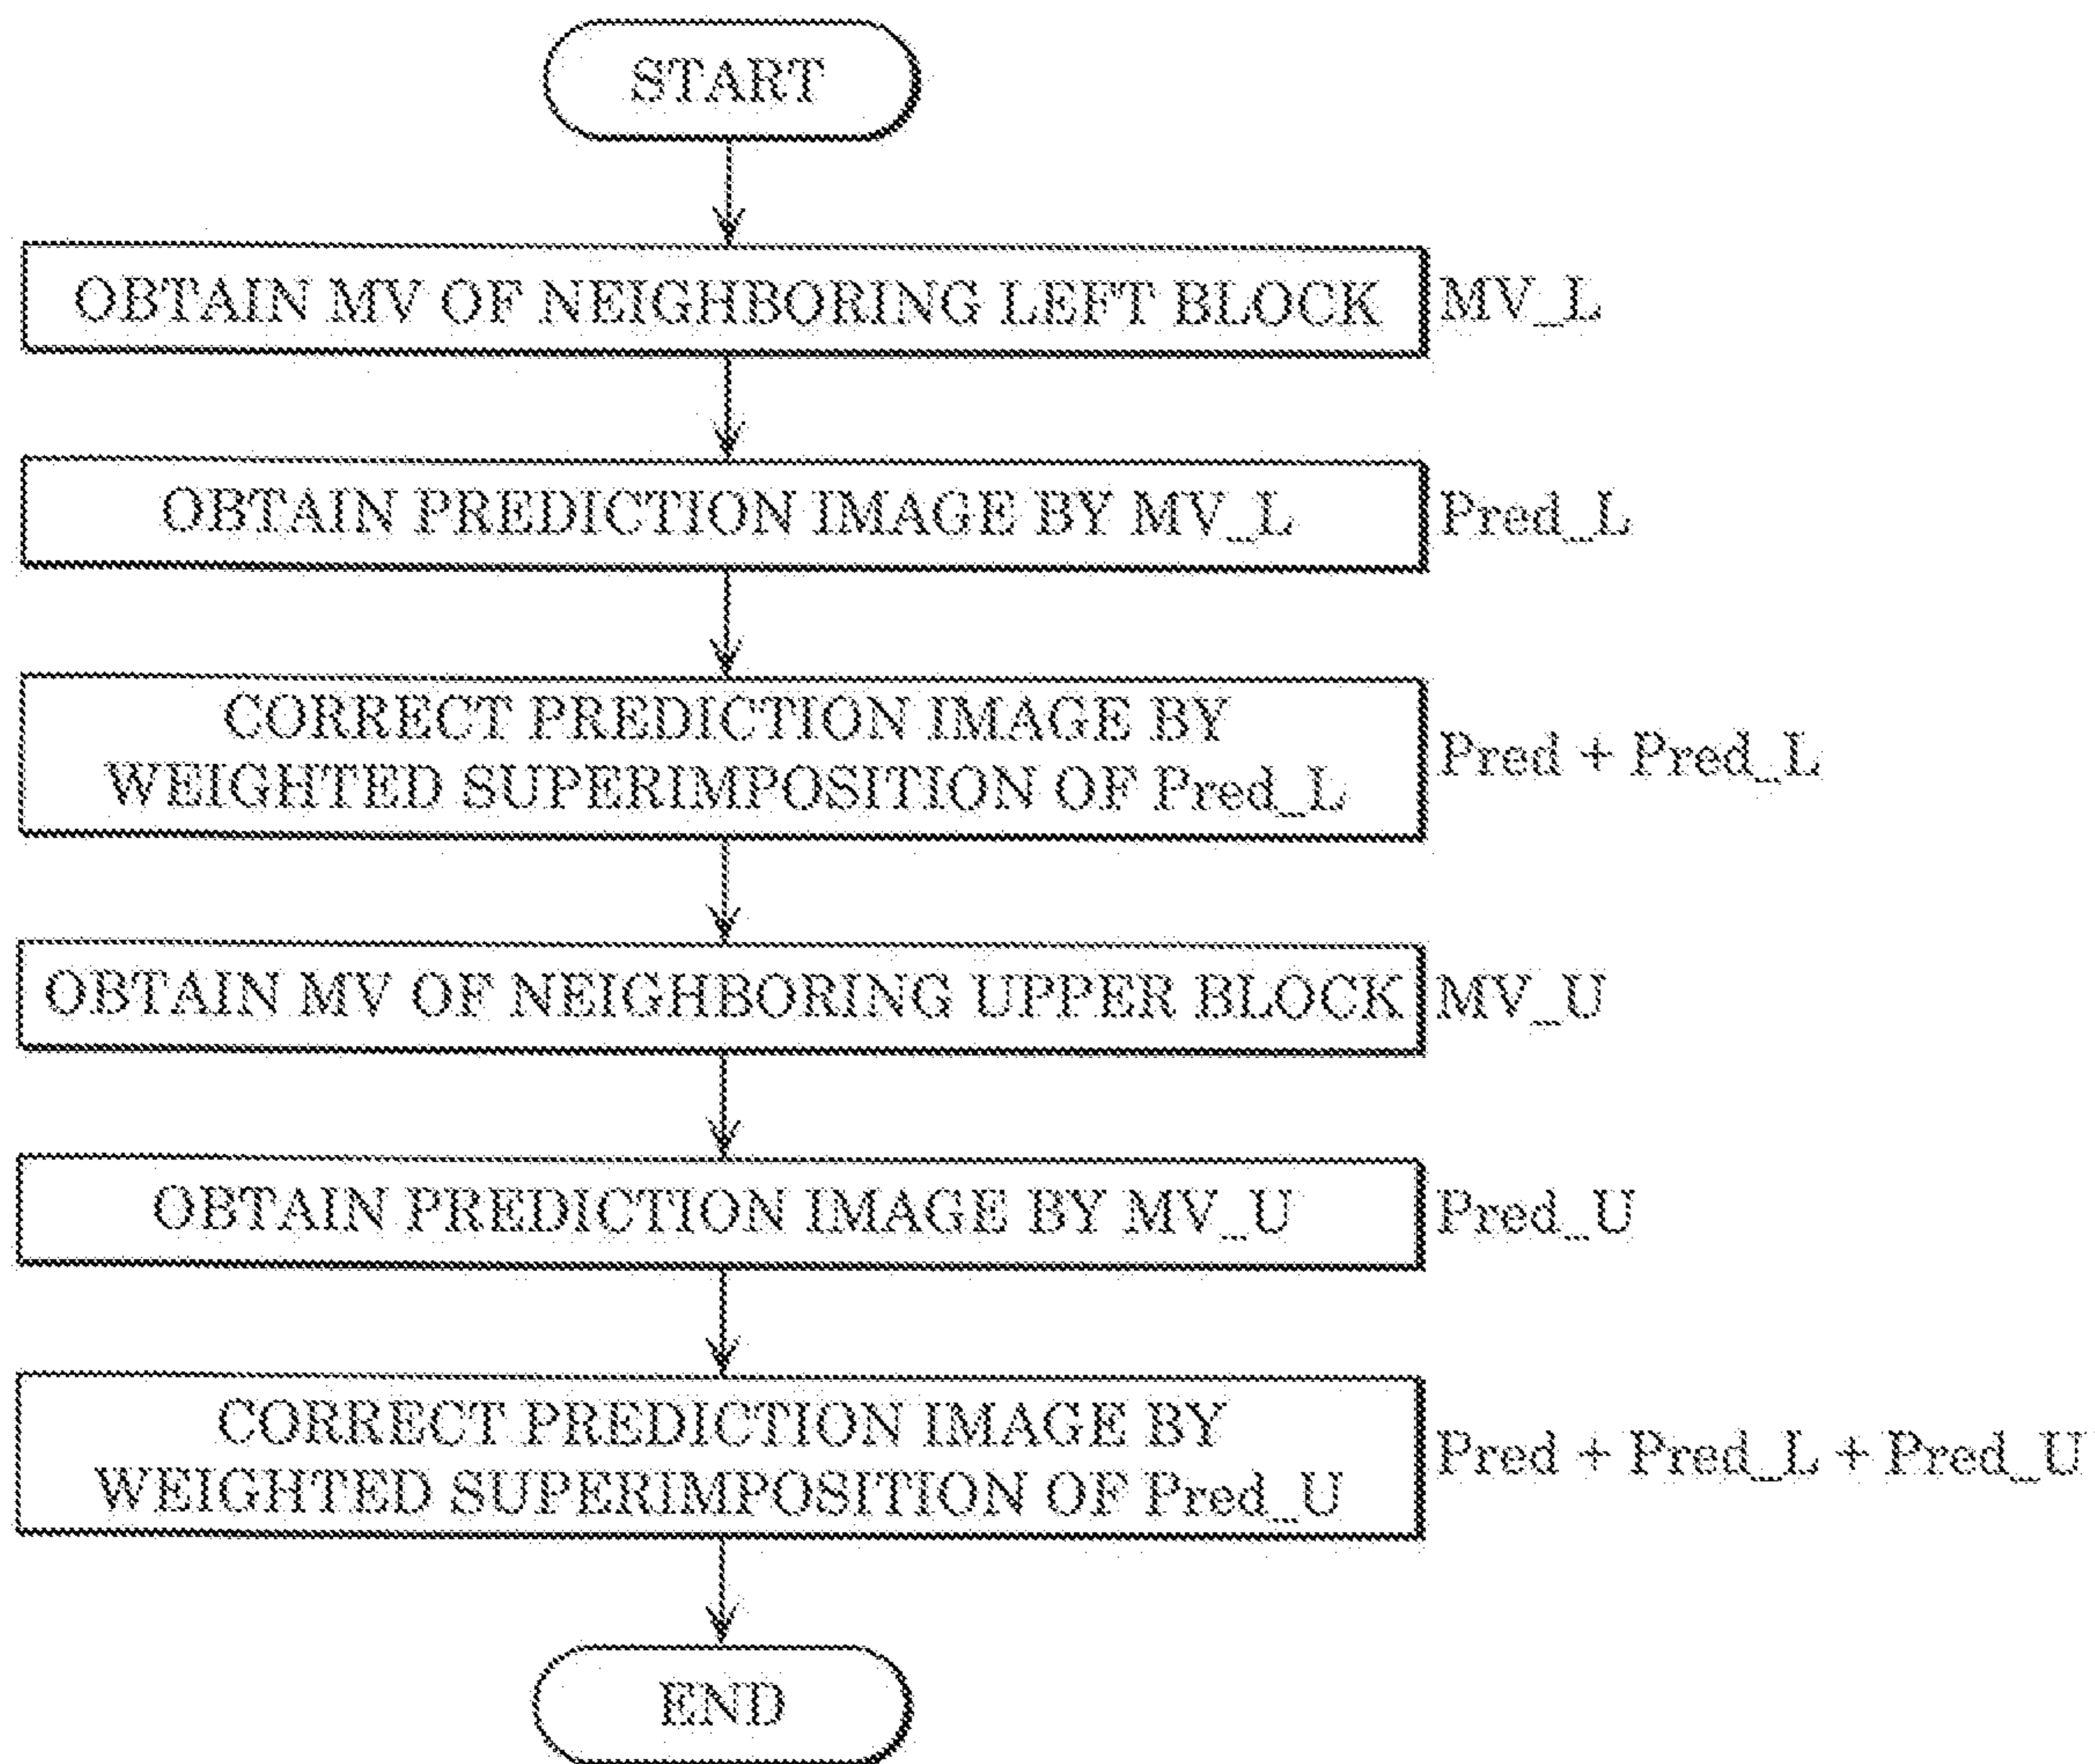 START
OBTAIN MV OF NEIGHBORING LEFT BLOCK
MV_L
OBTAIN PREDICTION IMAGE BY MV_L
Pred_L
CORRECT PREDICTION IMAGE BY
WEIGHTED SUPERIMPOSITION OF Pred_L
Pred + Pred_L
OBTAIN MV OF NEIGHBORING UPPER BLOCK
MV_U
OBTAIN PREDICTION IMAGE BY MV_U
Pred_U
CORRECT PREDICTION IMAGE BY
WEIGHTED SUPERIMPOSITION OF Pred_U
Pred + Pred_L + Pred_U
END